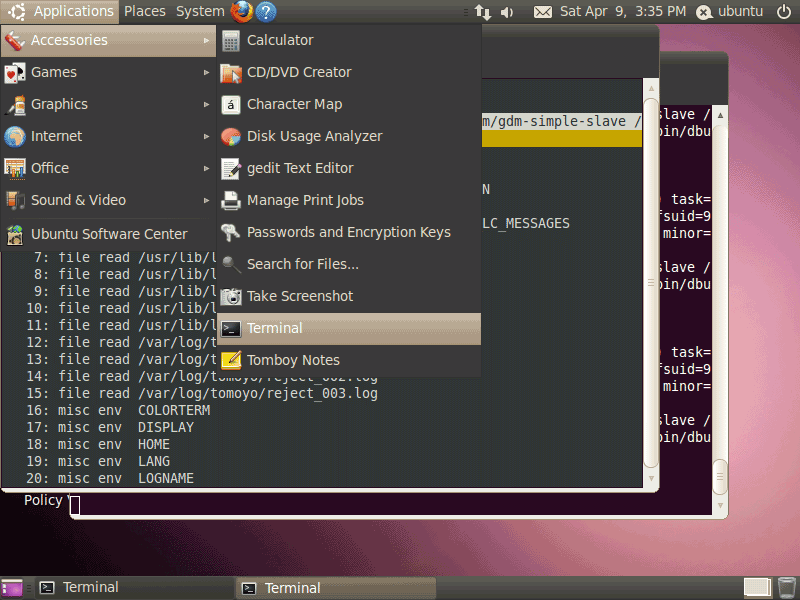 Applications Places System Sat Apr 9, 3:35 PM ubuntu
Accessories
Games
Graphics
Internet
Office
Sound & Video
Ubuntu Software Center
Calculator
CD/DVD Creator
Character Map
Disk Usage Analyzer
gedit Text Editor
Manage Print Jobs
Passwords and Encryption Keys
Search for Files...
Take Screenshot
Terminal
Tomboy Notes
m/gdm-simple-slave /
N
LC_MESSAGES
7: file read /usr/lib/
8: file read /usr/lib/
9: file read /usr/lib/
10: file read /usr/lib/
11: file read /usr/lib/
12: file read /var/log/t
13: file read /var/log/t
14: file read /var/log/tomoyo/reject_002.log
15: file read /var/log/tomoyo/reject_003.log
16: misc env COLORTERM
17: misc env DISPLAY
18: misc env HOME
19: misc env LANG
20: misc env LOGNAME
slave /
bin/dbu
task=
fsuid=9
minor=
slave /
bin/dbu
task=
fsuid=9
minor=
slave /
bin/dbu
Policy
Terminal Terminal